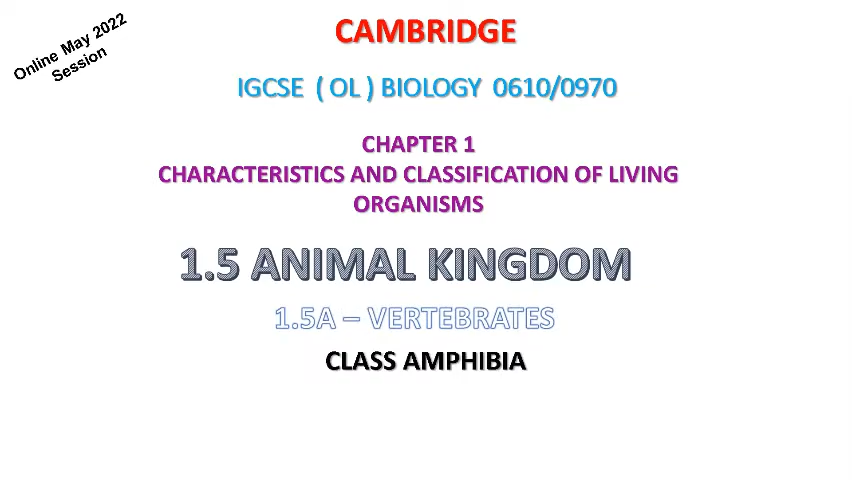 Online May 2022
Session
CAMBRIDGE
IGCSE ( OL ) BIOLOGY 0610/0970
CHAPTER 1
CHARACTERISTICS AND CLASSIFICATION OF LIVING
ORGANISMS
1.5 ANIMAL KINGDOM
1.5A – VERTEBRATES
CLASS AMPHIBIA